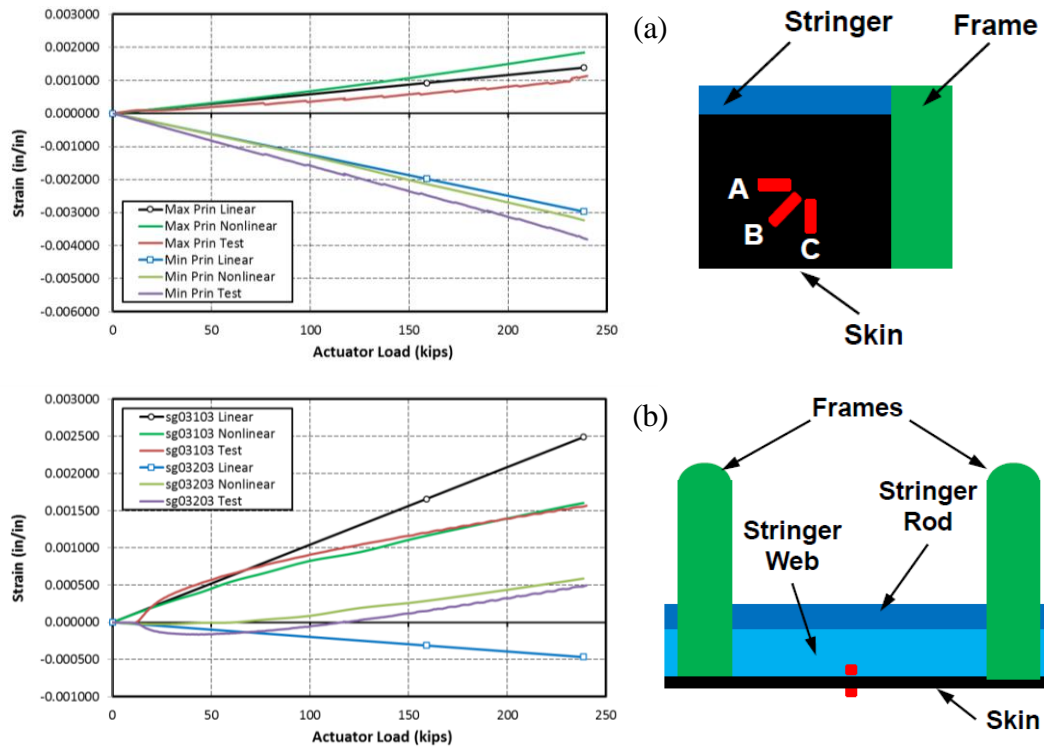 0.003000
0.002000
0.001000
0.000000
-0.001000
-0.002000
-0.003000
-0.004000
-0.005000
-0.006000
Strain (in/in)
Max Prin Linear
Max Prin Nonlinear
Max Prin Test
Min Prin Linear
Min Prin Nonlinear
Min Prin Test
0
50
100
150
200
250
Actuator Load (kips)
(a)
Stringer
Frame
A
B
C
Skin
0.003000
0.002500
0.002000
0.001500
0.001000
0.000500
0.000000
-0.000500
-0.001000
Strain (in/in)
sg03103 Linear
sg03103 Nonlinear
sg03103 Test
sg03203 Linear
sg03203 Nonlinear
sg03203 Test
0
50
100
150
200
250
Actuator Load (kips)
(b)
Frames
Stringer
Rod
Stringer
Web
Skin